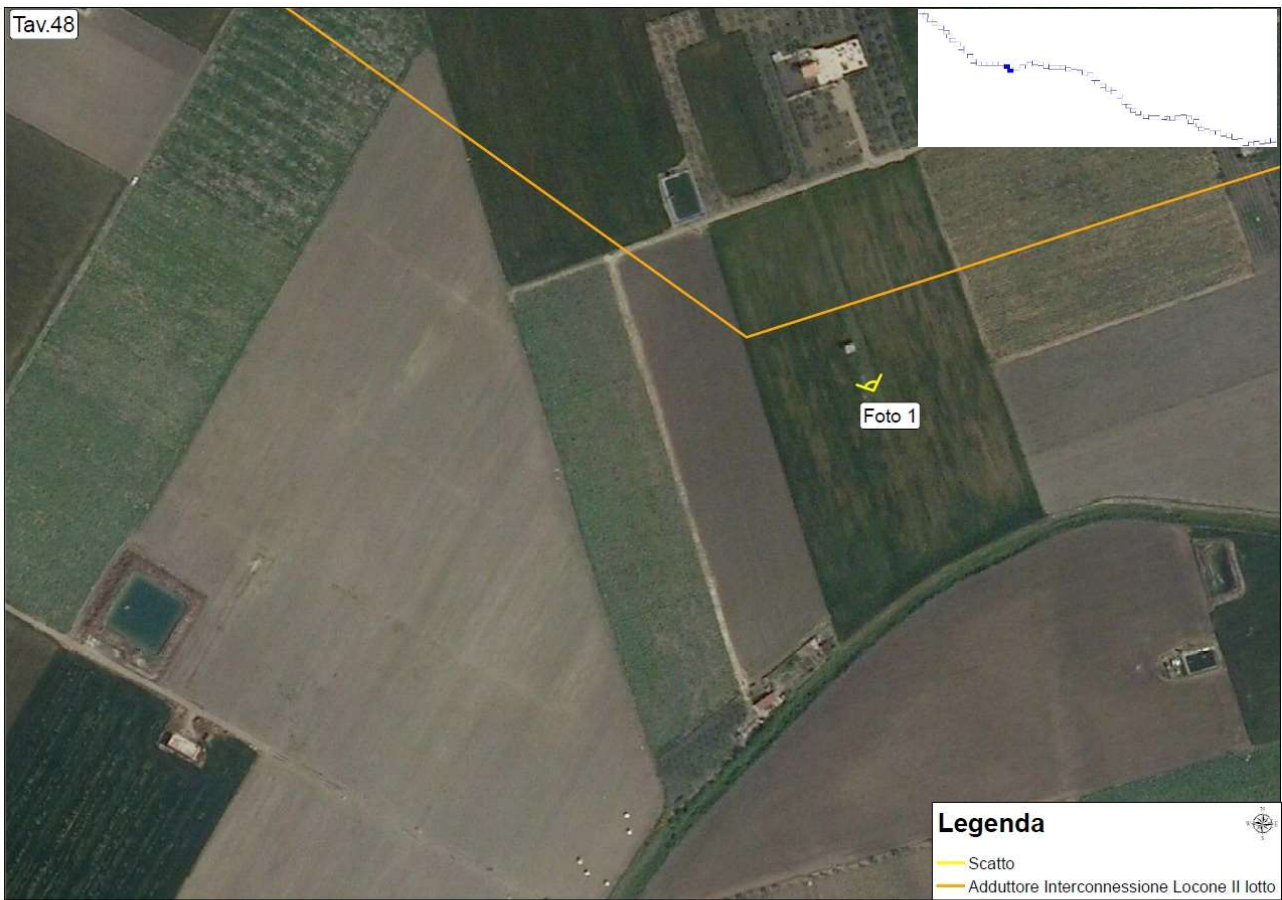 Tav.48
Foto 1
Legenda
Scatto
Adduttore Interconnessione Locone II lotto